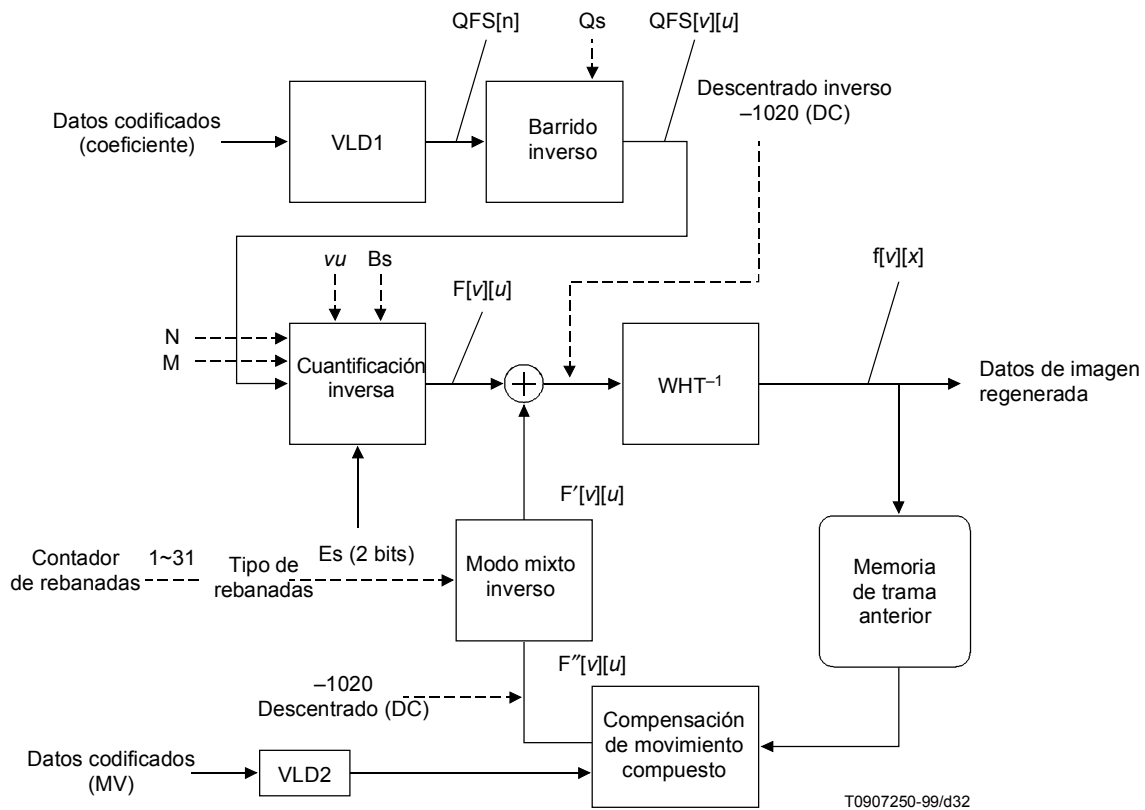 QFS[n]
Qs
QFS[v][u]
Datos codificados
(coeficiente)
VLD1
Barrido
inverso
Descentrado inverso
–1020 (DC)
vu
Bs
F[v][u]
f[v][x]
N
M
Cuantificación
inversa
WHT–1
Datos de imagen
regenerada
F′[v][u]
Contador
de rebanadas
1~31
Tipo de
rebanadas
Es (2 bits)
Modo mixto
inverso
Memoria
de trama
anterior
F″[v][u]
–1020
Descentrado (DC)
Compensación
de movimiento
compuesto
Datos codificados
(MV)
VLD2
T0907250-99/d32